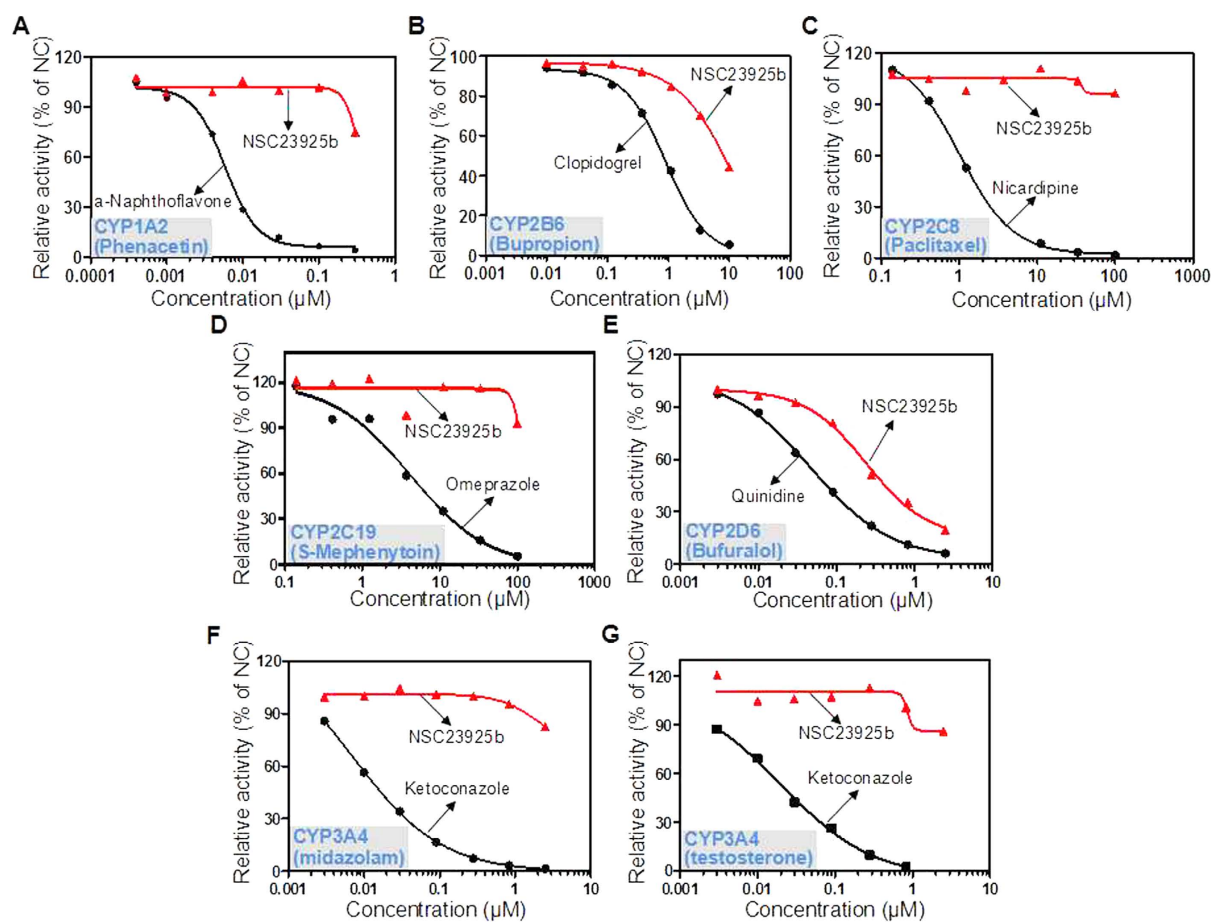 A
Relative activity (% of NC)
120
90
60
30
0
NSC23925b
a-Naphthoflavone
CYP1A2
(Phenacetin)
0.0001
0.001
0.01
0.1
1
Concentration (µM)
B
Relative activity (% of NC)
100
80
60
40
20
0
NSC23925b
Clopidogrel
CYP2B6
(Bupropion)
0.001
0.01
0.1
1
10
100
Concentration (µM)
C
Relative activity (% of NC)
120
90
60
30
0
NSC23925b
Nicardipine
CYP2C8
(Paclitaxel)
0.1
1
10
100
1000
Concentration (µM)
D
Relative activity (% of NC)
120
90
60
30
0
NSC23925b
Omeprazole
CYP2C19
(S-Mephenytoin)
0.1
1
10
100
1000
Concentration (µM)
E
Relative activity (% of NC)
120
90
60
30
0
NSC23925b
Quinidine
CYP2D6
(Bufuralol)
0.001
0.01
0.1
1
10
Concentration (µM)
F
Relative activity (% of NC)
120
90
60
30
0
NSC23925b
Ketoconazole
CYP3A4
(midazolam)
0.001
0.01
0.1
1
10
Concentration (µM)
G
Relative activity (% of NC)
120
90
60
30
0
NSC23925b
Ketoconazole
CYP3A4
(testosterone)
0.001
0.01
0.1
1
10
Concentration (µM)